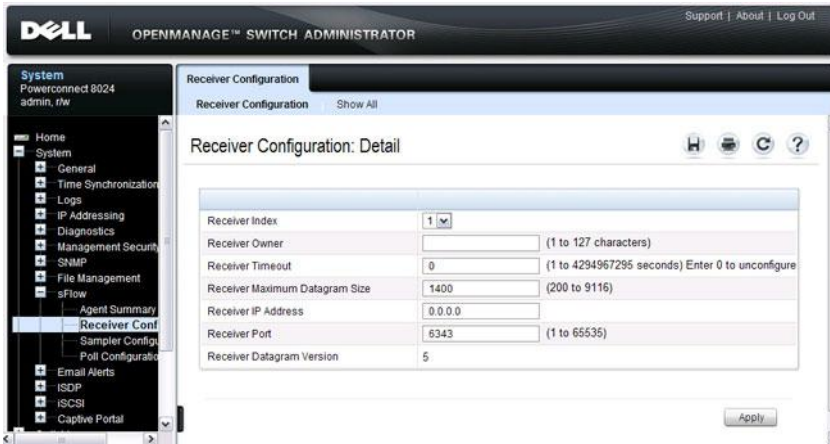 Support | About | Log Out
DELL OPENMANAGE™ SWITCH ADMINISTRATOR
System
Powerconnect 8024
admin, r/w
Home
System
General
Time Synchronization
Logs
IP Addressing
Diagnostics
Management Security
SNMP
File Management
sFlow
Agent Summary
Receiver Conf
Sampler Configu
Poll Configuratio
Email Alerts
ISDP
iSCSI
Captive Portal
Receiver Configuration
Receiver Configuration Show All
Receiver Configuration: Detail
Receiver Index 1
Receiver Owner (1 to 127 characters)
Receiver Timeout 0 (1 to 4294967295 seconds) Enter 0 to unconfigure
Receiver Maximum Datagram Size 1400 (200 to 9116)
Receiver IP Address 0.0.0.0
Receiver Port 6343 (1 to 65535)
Receiver Datagram Version 5
Apply